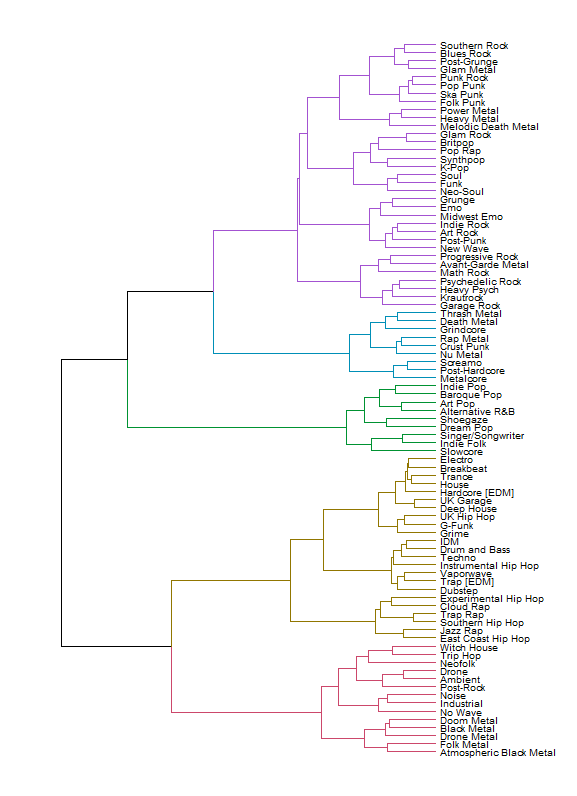 Southern Rock
Blues Rock
Post-Grunge
Glam Metal
Punk Rock
Pop Punk
Ska Punk
Folk Punk
Power Metal
Heavy Metal
Melodic Death Metal
Glam Rock
Britpop
Pop Rap
Synthpop
K-Pop
Soul
Funk
Neo-Soul
Grunge
Emo
Midwest Emo
Indie Rock
Art Rock
Post-Punk
New Wave
Progressive Rock
Avant-Garde Metal
Math Rock
Psychedelic Rock
Heavy Psych
Krautrock
Garage Rock
Thrash Metal
Death Metal
Grindcore
Rap Metal
Crust Punk
Nu Metal
Screamo
Post-Hardcore
Metalcore
Indie Pop
Baroque Pop
Art Pop
Alternative R&B
Shoegaze
Dream Pop
Singer/Songwriter
Indie Folk
Slowcore
Electro
Breakbeat
Trance
House
Hardcore [EDM]
UK Garage
Deep House
UK Hip Hop
G-Funk
Grime
IDM
Drum and Bass
Techno
Instrumental Hip Hop
Vaporwave
Trap [EDM]
Dubstep
Experimental Hip Hop
Cloud Rap
Trap Rap
Southern Hip Hop
Jazz Rap
East Coast Hip Hop
Witch House
Trip Hop
Neofolk
Drone
Ambient
Post-Rock
Noise
Industrial
No Wave
Doom Metal
Black Metal
Drone Metal
Folk Metal
Atmospheric Black Metal